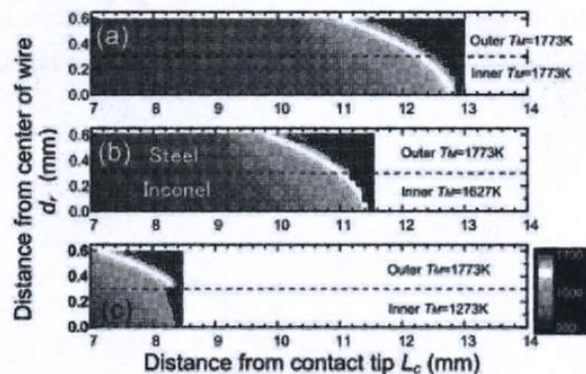 Distance from center of wire
dr (mm)
(a)
Outer TM=1773K
Inner TM=1773K
0.6
0.4
0.2
0.0
7 8 9 10 11 12 13 14
(b)
Steel
Inconel
Outer TM=1773K
Inner TM=1627K
0.6
0.4
0.2
0.0
7 8 9 10 11 12 13 14
(c)
Outer TM=1773K
Inner TM=1273K
0.6
0.4
0.2
0.0
7 8 9 10 11 12 13 14
1700
1000
Distance from contact tip Lc (mm)